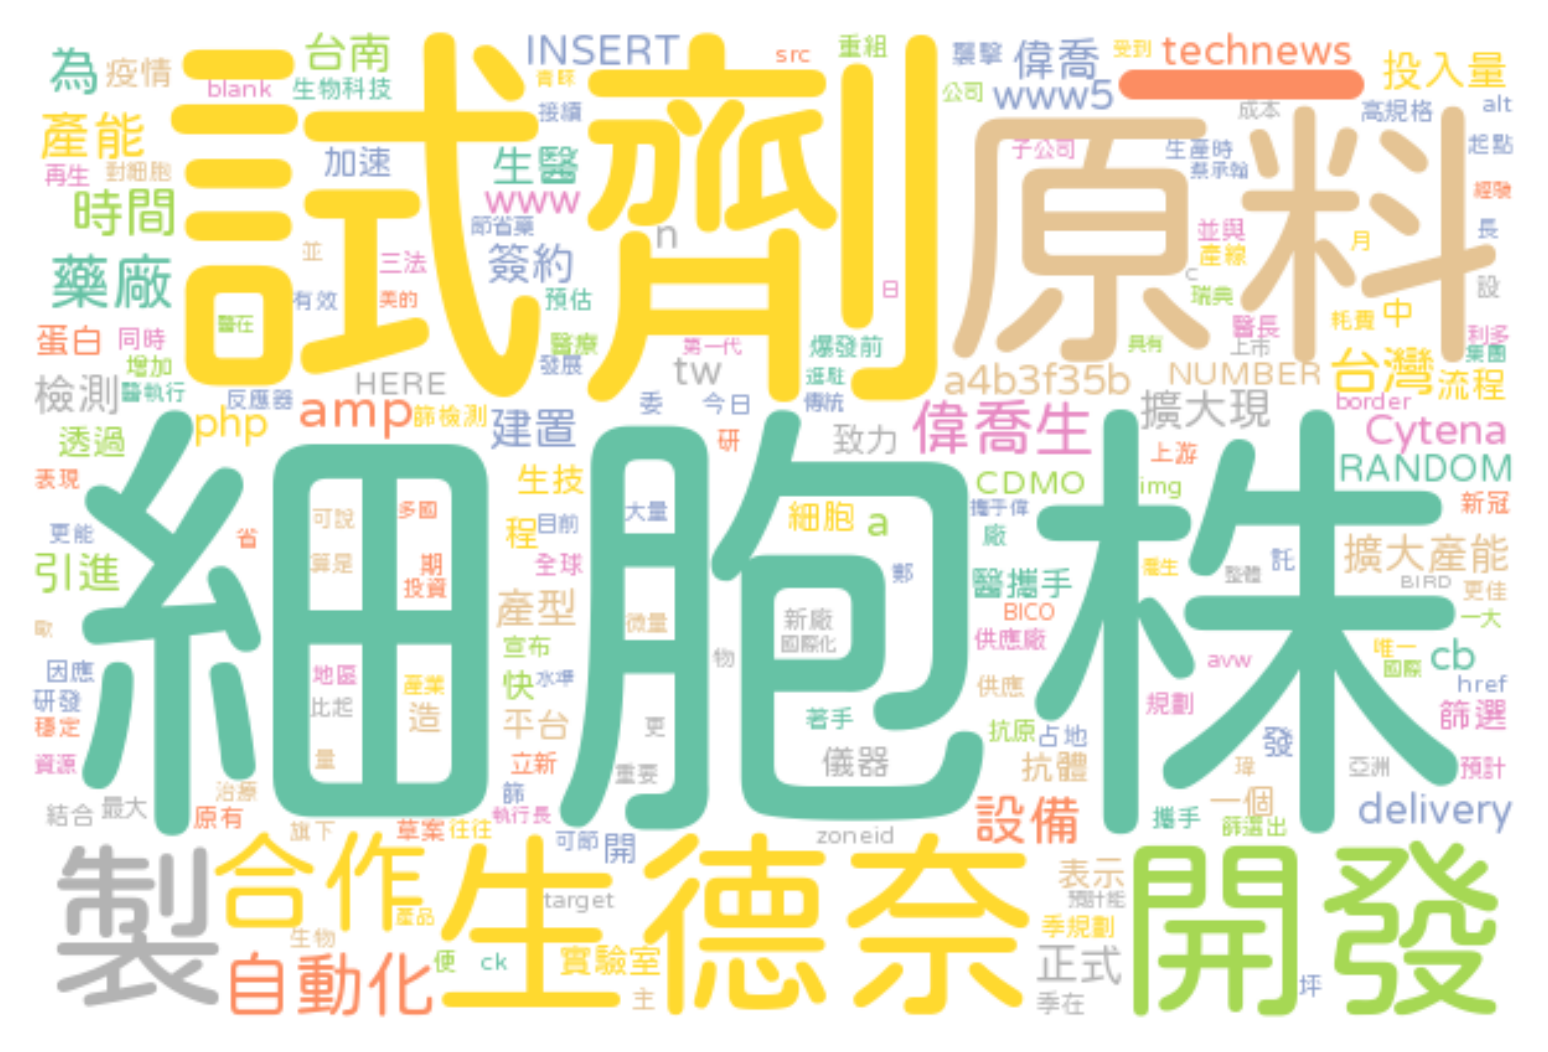 為 疫情 台南 INSERT src 重組 襲擊 偉喬 受到 technews 投入量
blank 生物科技 青睞 接續 公司 www5 一 成本 高規格 alt
產能 試劑 原料
再生 對細胞 加速 生醫 子公司 生產時 蔡承翰 起點
時間 www 節省藥 n 並與 經驗
藥廠 並 三法 簽約 日 產線 月 長
有效 美的 預估 c 瑞典 設
蛋白 同時 醫在 醫療 第一代 爆發前 具有 醫長 上市 耗費 中 利多
增加 發展 tw 進駐 a4b3f35b NUMBER 台灣 集團
檢測 醫執行 反應器 HERE 委 今日 傳統 擴大現 border 流程
透過 php amp 篩檢測 建置 研 致力 偉喬生 上游 Cytena
表現 細胞株 生技 CDMO img RANDOM
更能 省 可說 多國 程 目前 大量 細胞 a 攜手偉 廠 新冠
引進 算是 期 投資 全球 鄭 醫攜手 整體 託 擴大產能
歐 產型 微量 新廠 國際化 BICO BIRD 更佳
因應 宣布 物 供應廠 avw 唯一 一大
研發 地區 產業 快 水準 供應 規劃 國際 cb href
穩定 比起 造 平台 更 著手 抗原 占地 發 篩選
資源 量 立新 重要 儀器 抗體 亞洲 預計
結合 最大 原有 治療 篩 執行長 設備 攜手 一個 delivery
旗下 草案 往往 可節 開 zoneid 篩選出
製 合作 生德奈 表示 開發
產品 target 預計能
生物 季規劃
自動化 便 ck 實驗室 正式 坪
主 季在